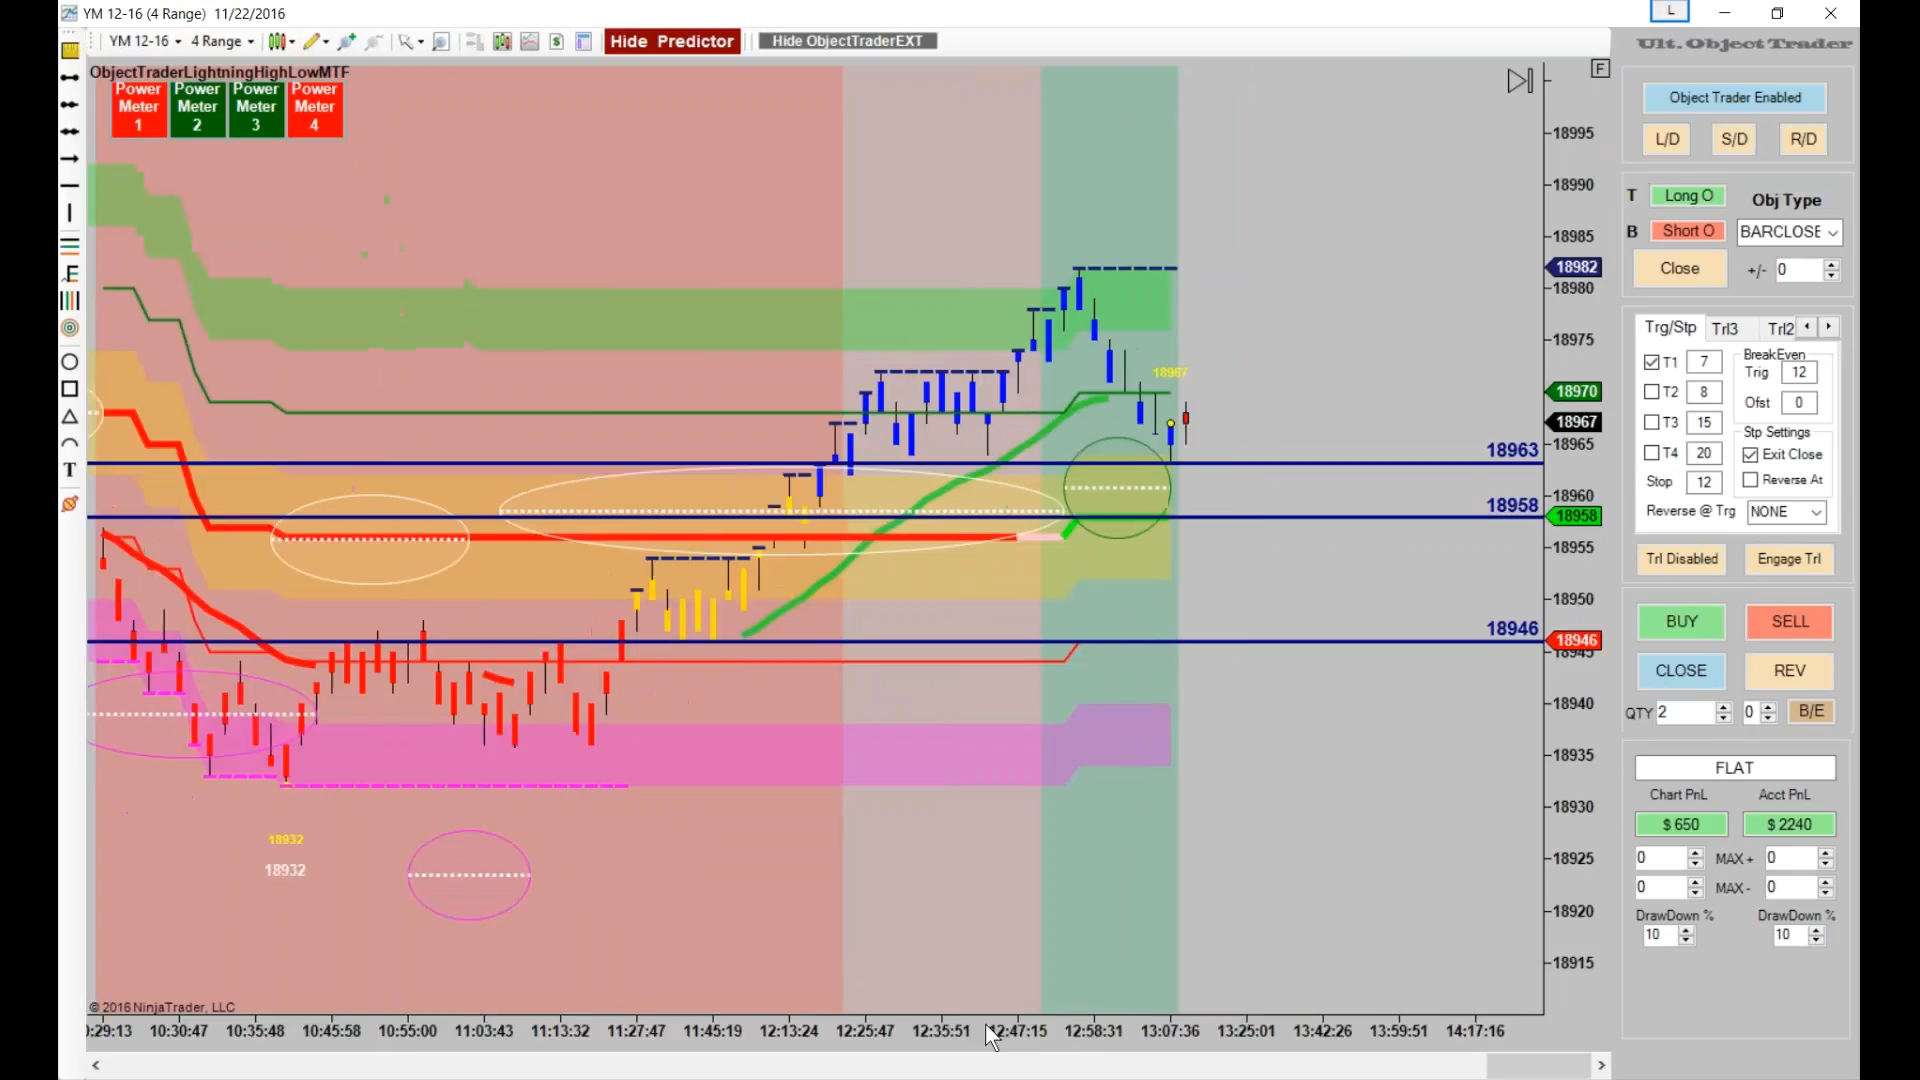 YM 12-16 (4 Range)  11/22/2016
L
YM 12-16 4 Range Hide Predictor Hide ObjectTraderEXT
Ult. Object Trader
ObjectTraderLightningHighLowMTF
F
Power Meter 1
Power Meter 2
Power Meter 3
Power Meter 4
18995
18990
18985
18982
18980
18975
18970
18967
18965
18960
18958
18955
18950
18946
18945
18940
18935
18930
18925
18920
18915
18967
18963
18958
18946
18932
18932
© 2016 NinjaTrader, LLC
):29:13 10:30:47 10:35:48 10:45:58 10:55:00 11:03:43 11:13:32 11:27:47 11:45:19 12:13:24 12:25:47 12:35:51 12:47:15 12:58:31 13:07:36 13:25:01 13:42:26 13:59:51 14:17:16
E
T
Object Trader Enabled
L/D S/D R/D
T Long O Obj Type
B Short O BARCLOSE
Close +/- 0
Trg/Stp Trl3 Trl2
T1 7
T2 8
T3 15
T4 20
Stop 12
BreakEven
Trig 12
Ofst 0
Stp Settings
Exit Close
Reverse At
Reverse @ Trg NONE
Trl Disabled Engage Trl
BUY SELL
CLOSE REV
QTY 2 0 B/E
FLAT
Chart PnL Acct PnL
$ 650 $ 2240
0 MAX + 0
0 MAX - 0
DrawDown % DrawDown %
10 10